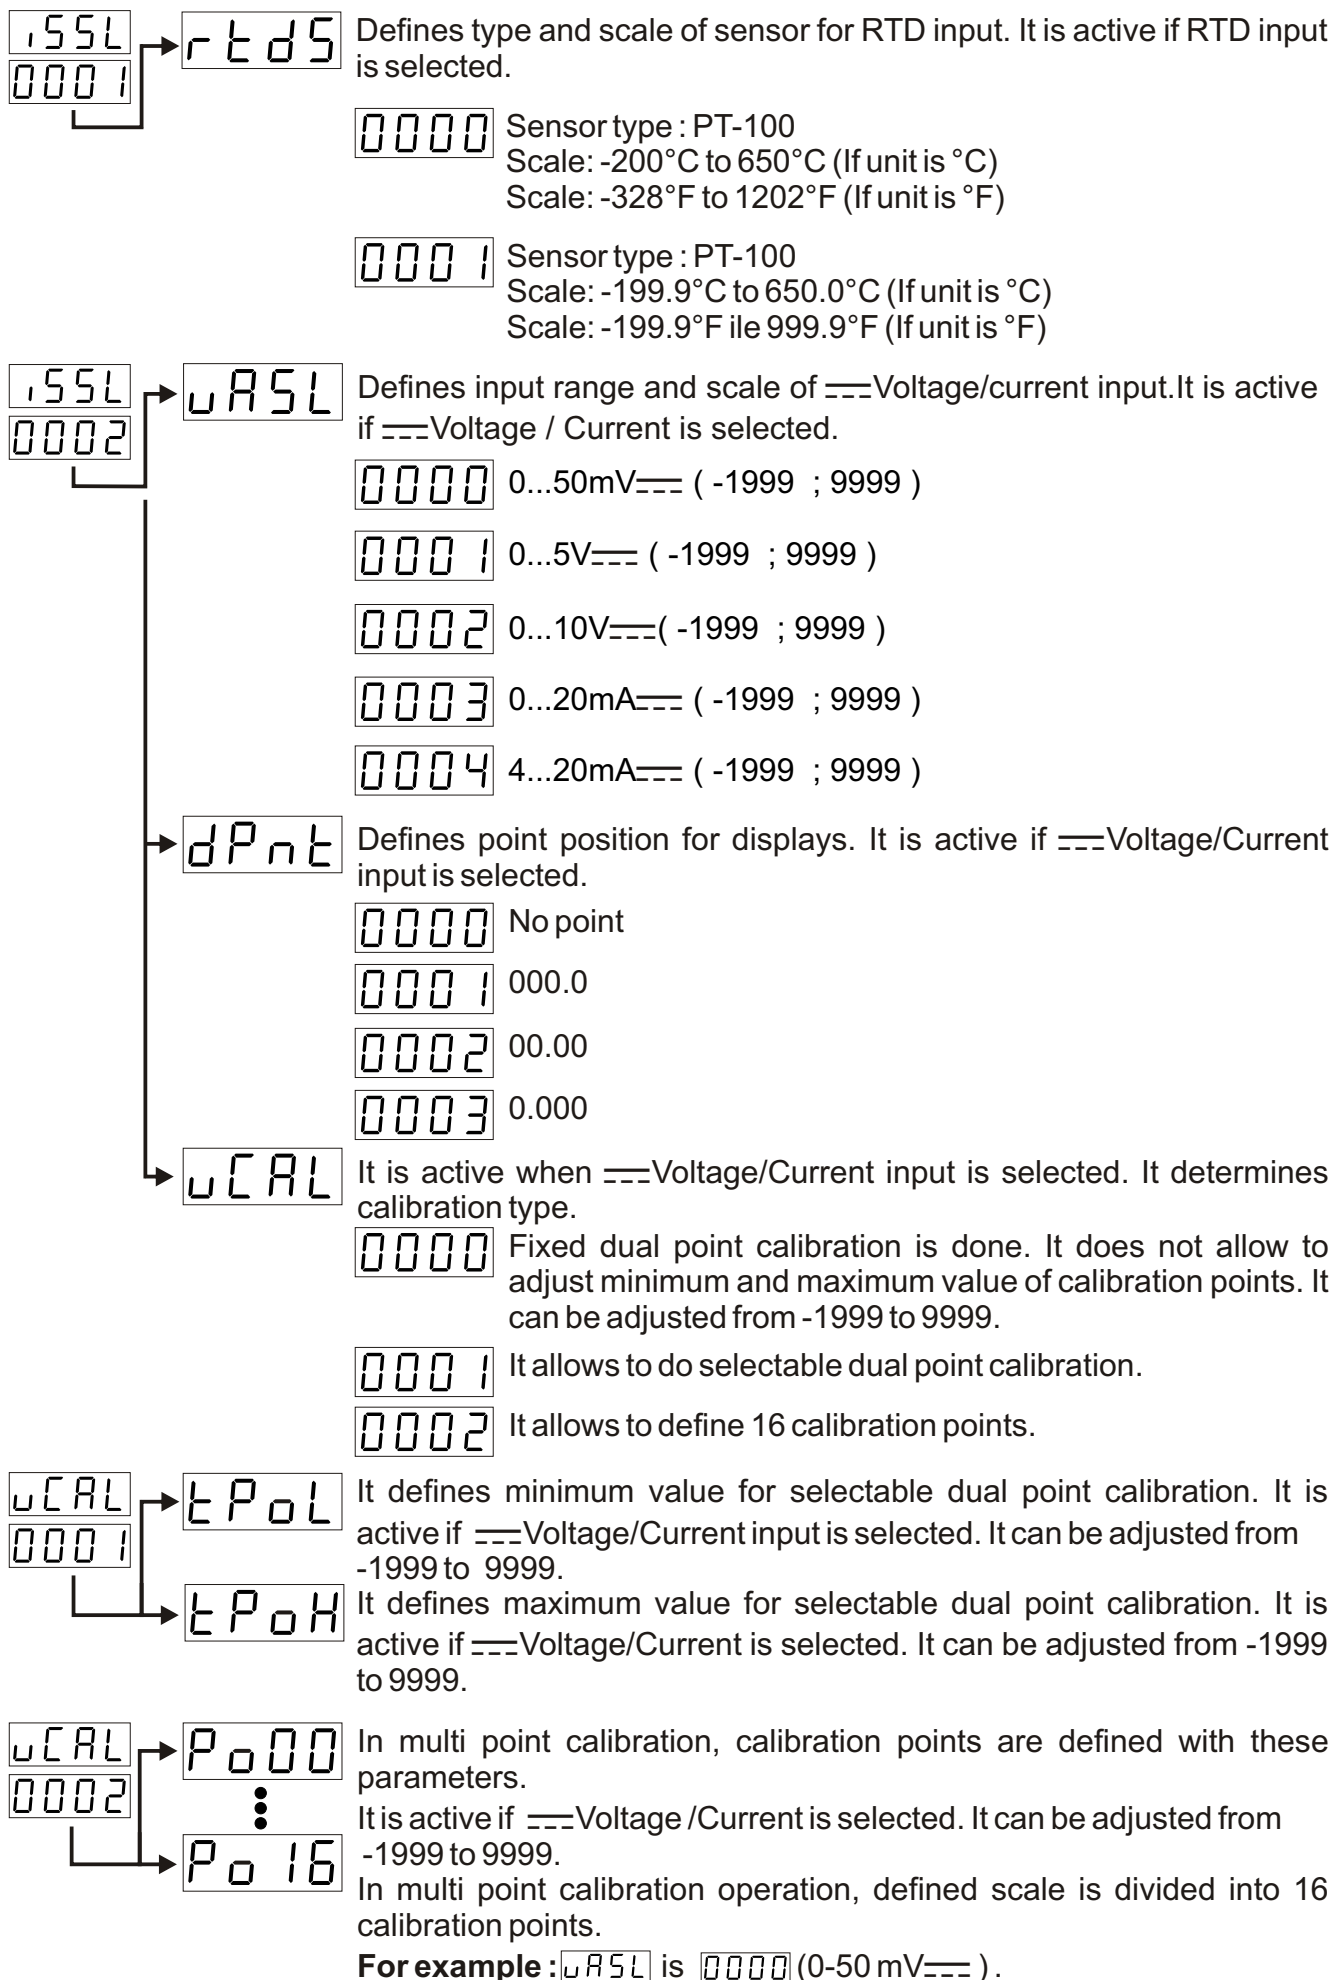 iSSL rtdS Defines type and scale of sensor for RTD input. It is active if RTD input
0001 is selected.
0000 Sensor type : PT-100
Scale: -200°C to 650°C (If unit is °C)
Scale: -328°F to 1202°F (If unit is °F)
0001 Sensor type : PT-100
Scale: -199.9°C to 650.0°C (If unit is °C)
Scale: -199.9°F ile 999.9°F (If unit is °F)
iSSL uASL Defines input range and scale of ⎓Voltage/current input.It is active
0002 if ⎓Voltage / Current is selected.
0000 0...50mV⎓ ( -1999 ; 9999 )
0001 0...5V⎓ ( -1999 ; 9999 )
0002 0...10V⎓( -1999 ; 9999 )
0003 0...20mA⎓ ( -1999 ; 9999 )
0004 4...20mA⎓ ( -1999 ; 9999 )
dPnt Defines point position for displays. It is active if ⎓Voltage/Current
input is selected.
0000 No point
0001 000.0
0002 00.00
0003 0.000
uCAL It is active when ⎓Voltage/Current input is selected. It determines
calibration type.
0000 Fixed dual point calibration is done. It does not allow to
adjust minimum and maximum value of calibration points. It
can be adjusted from -1999 to 9999.
0001 It allows to do selectable dual point calibration.
0002 It allows to define 16 calibration points.
uCAL tPoL It defines minimum value for selectable dual point calibration. It is
0001 active if ⎓Voltage/Current input is selected. It can be adjusted from
-1999 to 9999.
tPoH It defines maximum value for selectable dual point calibration. It is
active if ⎓Voltage/Current is selected. It can be adjusted from -1999
to 9999.
uCAL Po00 In multi point calibration, calibration points are defined with these
0002 parameters.
It is active if ⎓Voltage /Current is selected. It can be adjusted from
Po16 -1999 to 9999.
In multi point calibration operation, defined scale is divided into 16
calibration points.
For example : uASL is 0000 (0-50 mV⎓ ) .